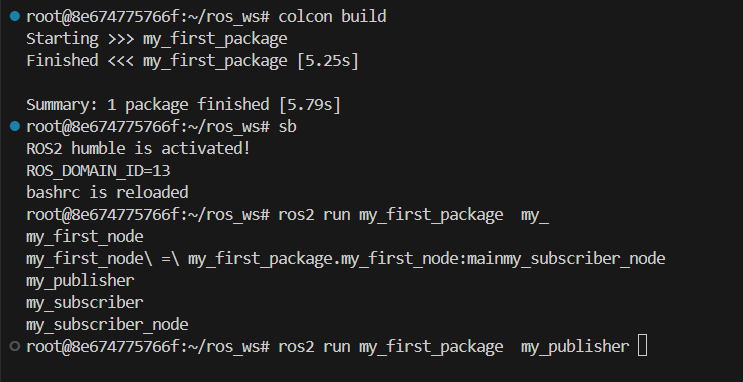 root@8e674775766f:~/ros_ws# colcon build
Starting >>> my_first_package
Finished <<< my_first_package [5.25s]
Summary: 1 package finished [5.79s]
root@8e674775766f:~/ros_ws# sb
ROS2 humble is activated!
ROS_DOMAIN_ID=13
bashrc is reloaded
root@8e674775766f:~/ros_ws# ros2 run my_first_package  my_
my_first_node
my_first_node\ =\ my_first_package.my_first_node:mainmy_subscriber_node
my_publisher
my_subscriber
my_subscriber_node
root@8e674775766f:~/ros_ws# ros2 run my_first_package  my_publisher